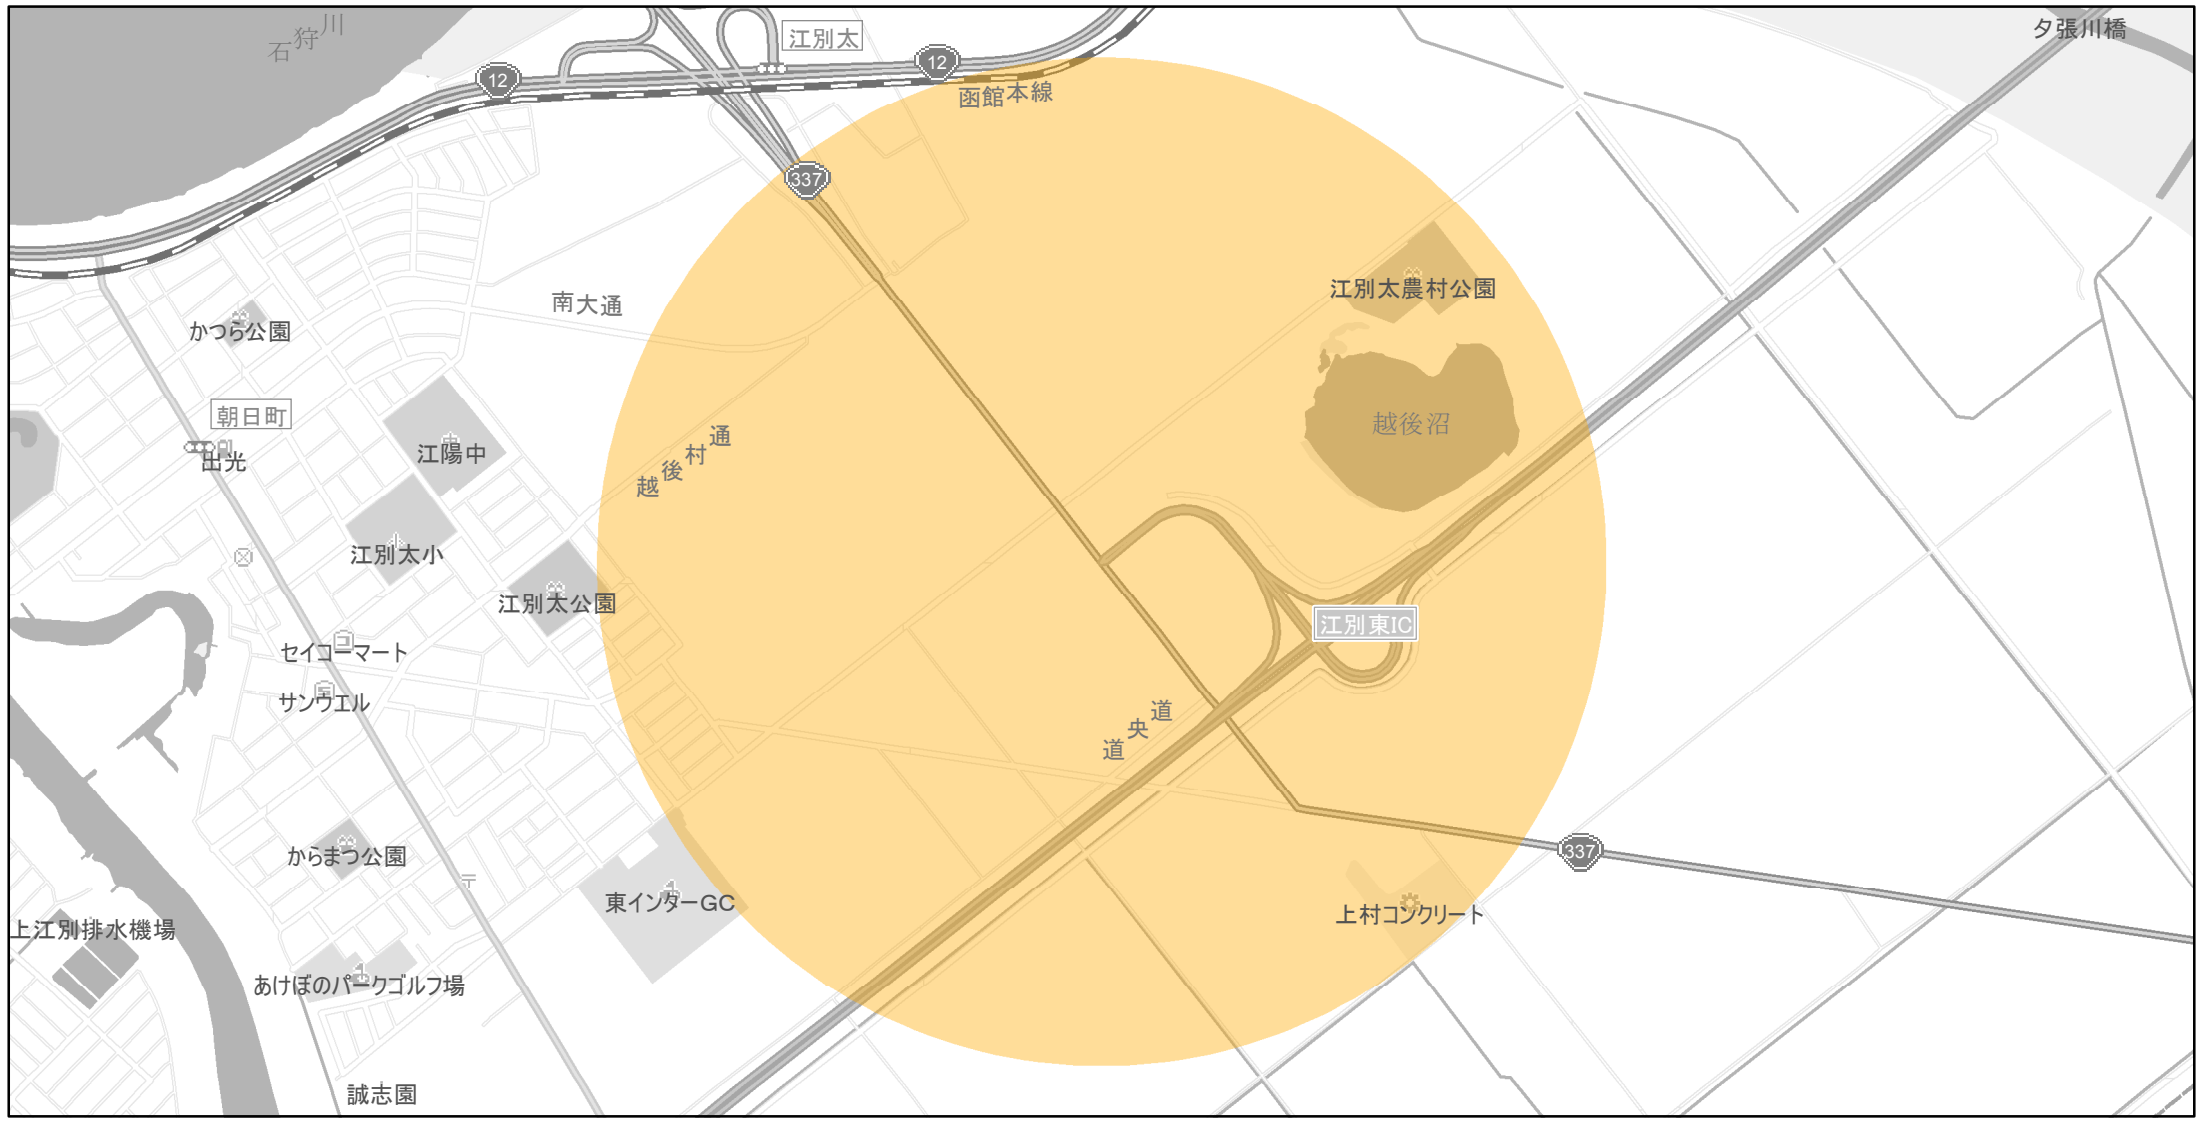 石狩川
江別太
夕張川橋
12
12
函館本線
337
江別太農村公園
南大通
かつら公園
朝日町
越後沼
越後村通
江陽中
出光
江別太小
江別太公園
江別東IC
セイコーマート
サンウエル
道央道
からまつ公園
337
東インターGC
上村コンクリート
上江別排水機場
あけぼのパークゴルフ場
誠志園